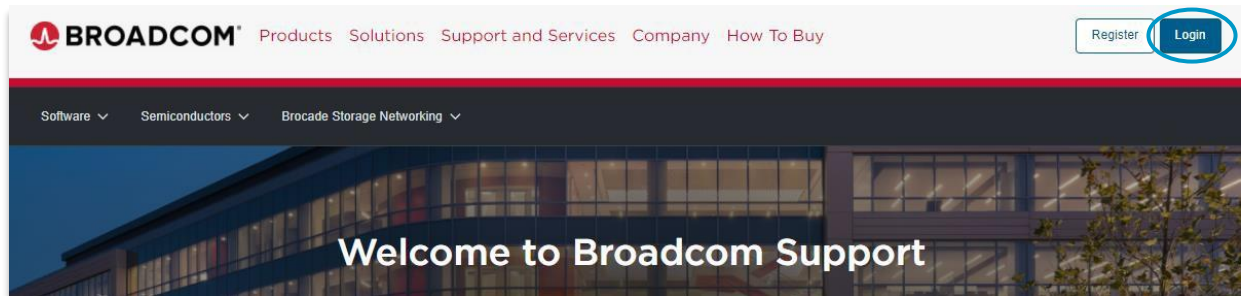 BROADCOM® Products Solutions Support and Services Company How To Buy Register Login
Software Semiconductors Brocade Storage Networking
Welcome to Broadcom Support